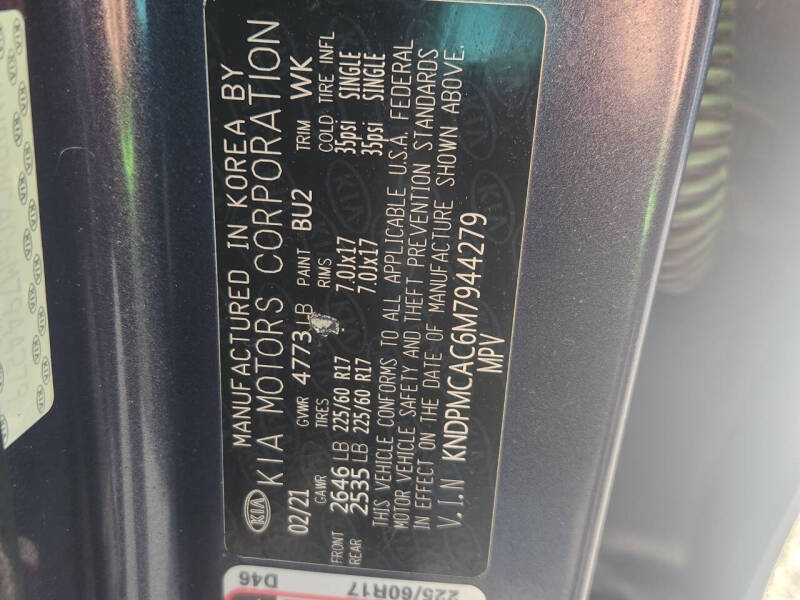 KIA
MANUFACTURED IN KOREA BY
KIA MOTORS CORPORATION
02/21 GVWR 4773 LB PAINT BU2 TRIM WK
GAWR TIRES RIMS COLD TIRE INFL
FRONT 2646 LB 225/60 R17 7.0Jx17 35psi SINGLE
REAR 2535 LB 225/60 R17 7.0Jx17 35psi SINGLE
THIS VEHICLE CONFORMS TO ALL APPLICABLE U.S.A. FEDERAL
MOTOR VEHICLE SAFETY AND THEFT PREVENTION STANDARDS
IN EFFECT ON THE DATE OF MANUFACTURE SHOWN ABOVE.
V.I.N KNDPMCAC6M7944279
MPV
D46
225/60R17